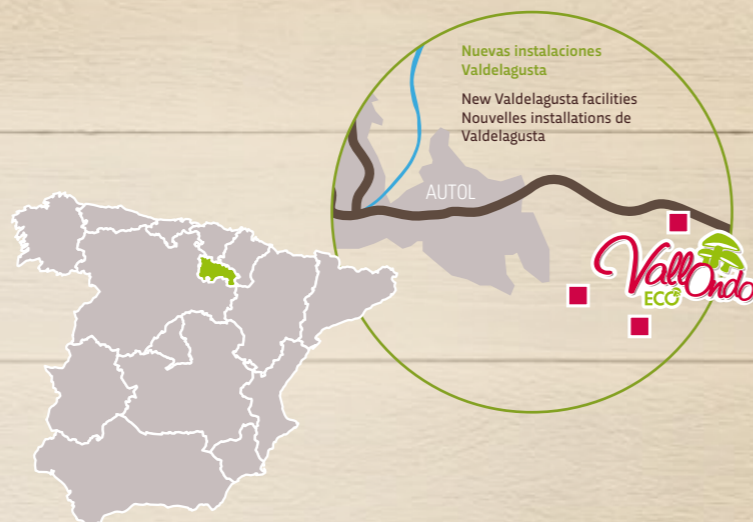 Nuevas instalaciones
Valdelagusta
New Valdelagusta facilities
Nouvelles installations de
Valdelagusta
AUTOL
VallOndo
ECO